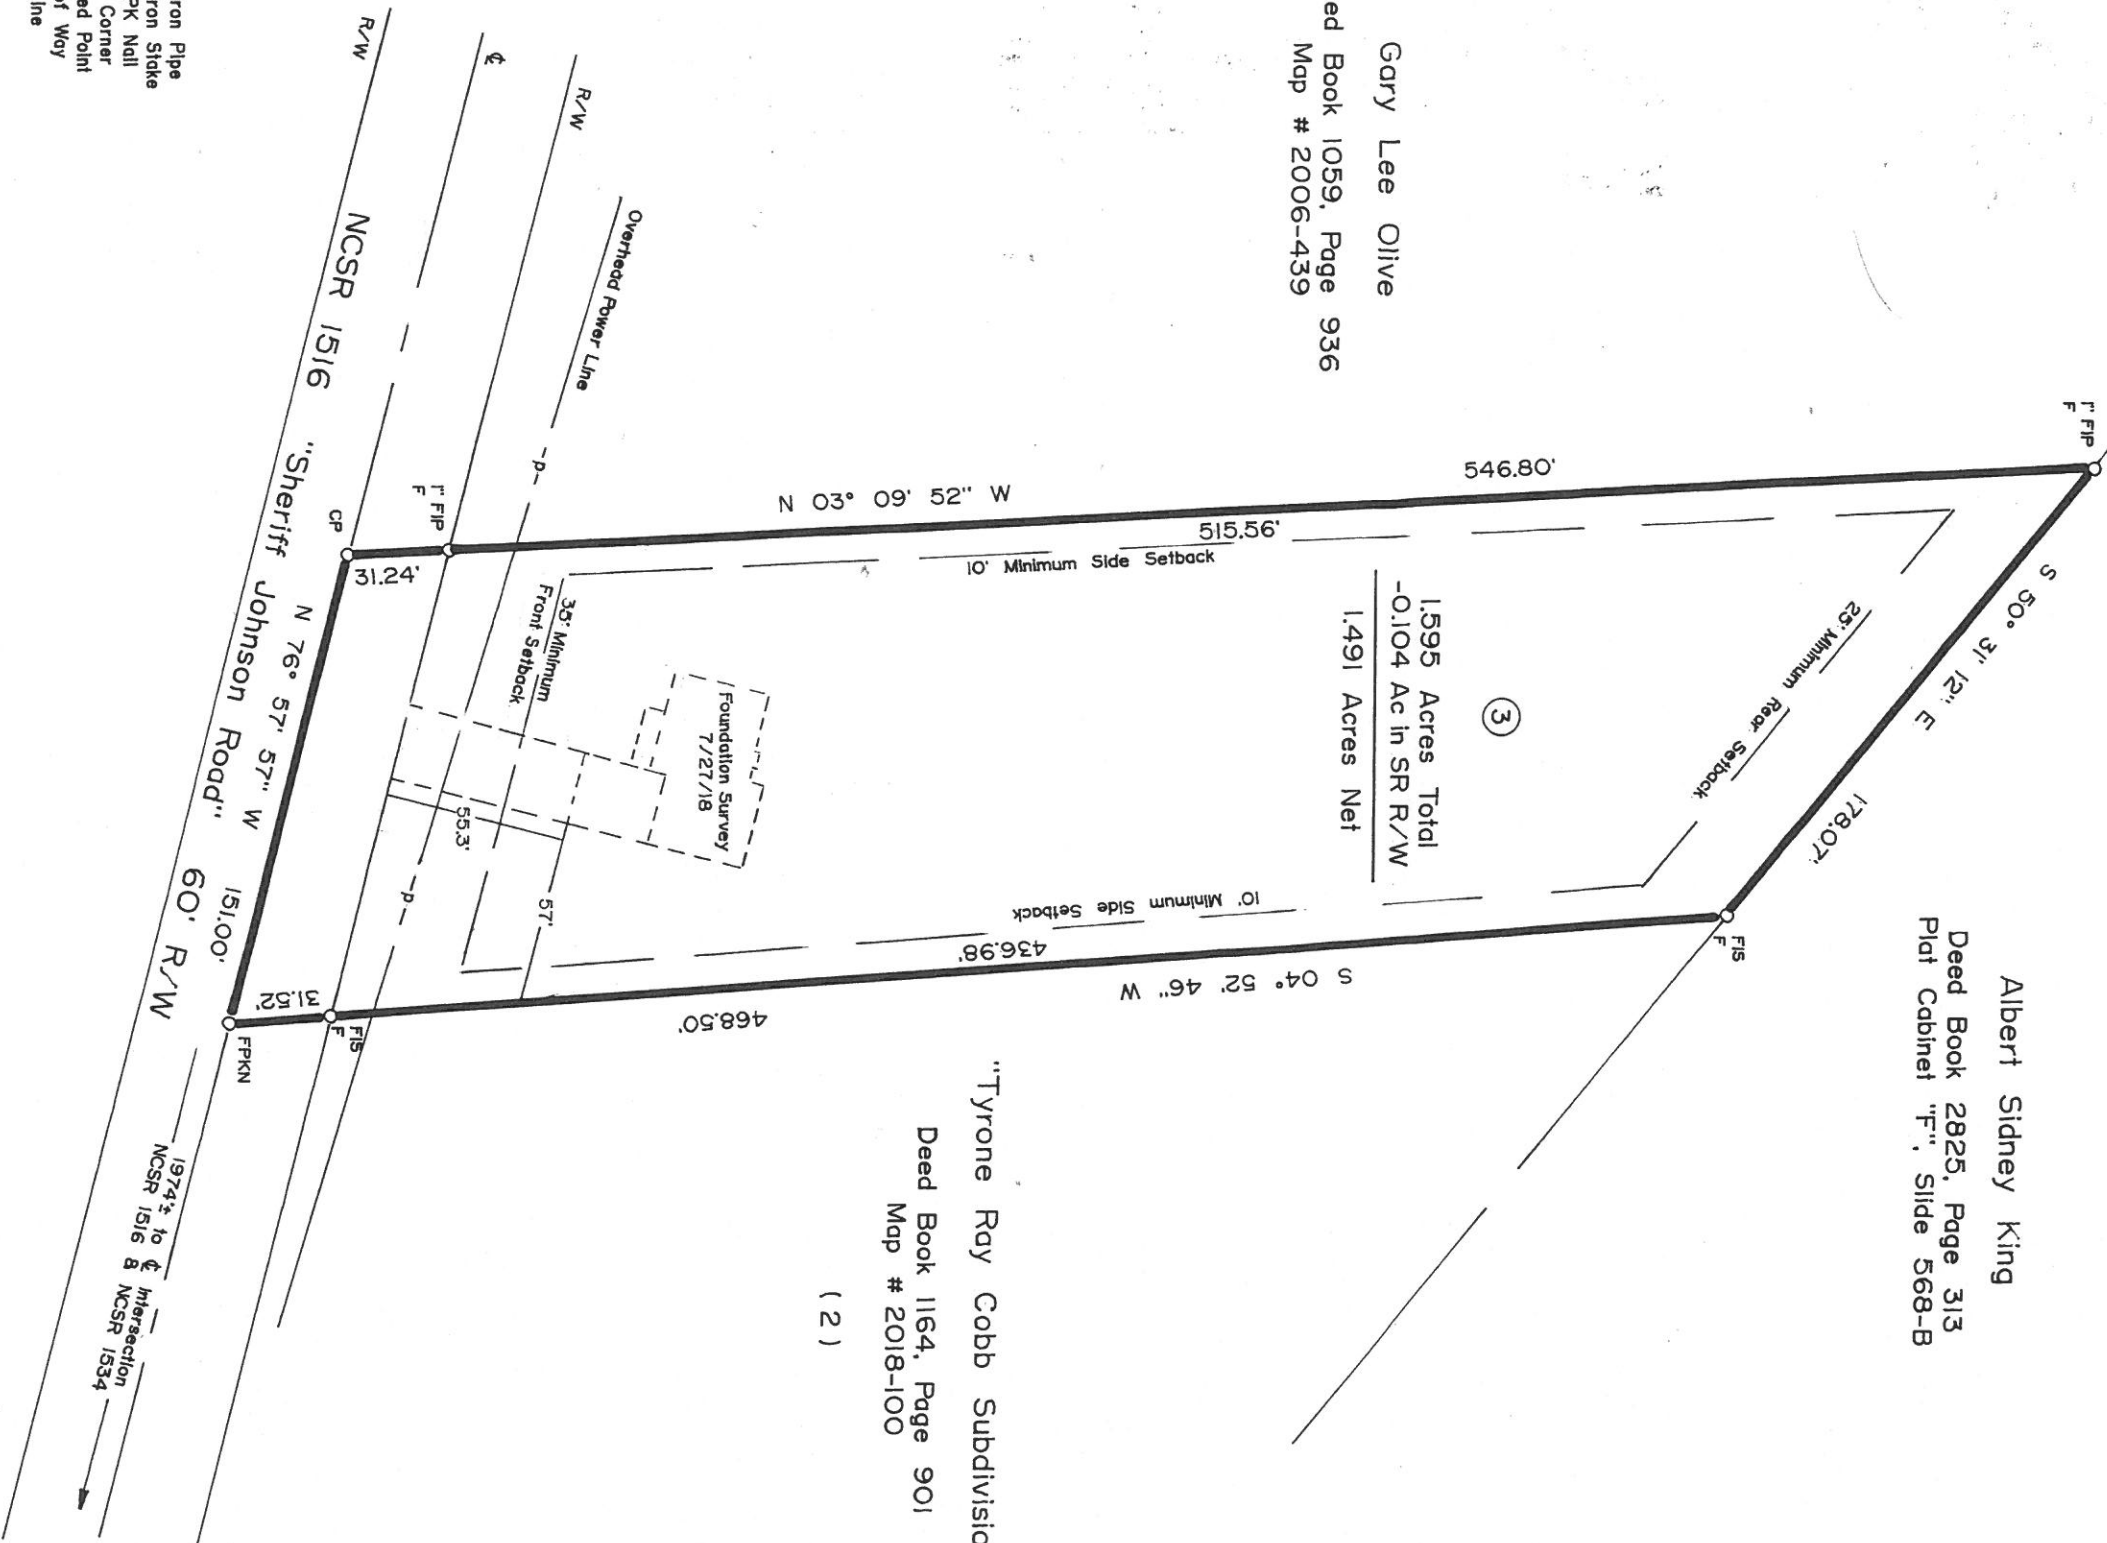 Gary Lee Olive
ed Book 1059, Page 936
Map # 2006-439
Albert Sidney King
Deed Book 2825, Page 313
Plat Cabinet "F", Slide 568-B
"Tyrone Ray Cobb Subdivisio
Deed Book 1164, Page 901
Map # 2018-100
( 2 )
1" FIP
F
S 50° 31' 12" E
178.07'
FIS
F
25' Minimum Rear Setback
546.80'
N 03° 09' 52" W
515.56'
10' Minimum Side Setback
3
1.595 Acres Total
-0.104 Ac in SR R/W
1.491 Acres Net
10' Minimum Side Setback
436.98'
S 04° 52' 46" W
468.50'
Foundation Survey
7/27/18
35' Minimum
Front Setback
55.3'
57'
Overhead Power Line
-P-
-P-
1" FIP
F
31.24'
CP
FIS
F
31.52'
FPKN
N 76° 57' 57" W 151.00'
R/W
℄
R/W
NCSR 1516 "Sheriff Johnson Road" 60' R/W
1974'± to ℄ Intersection
NCSR 1516 & NCSR 1534
ron Pipe
ron Stake
PK Nail
Corner
ed Point
of Way
ine